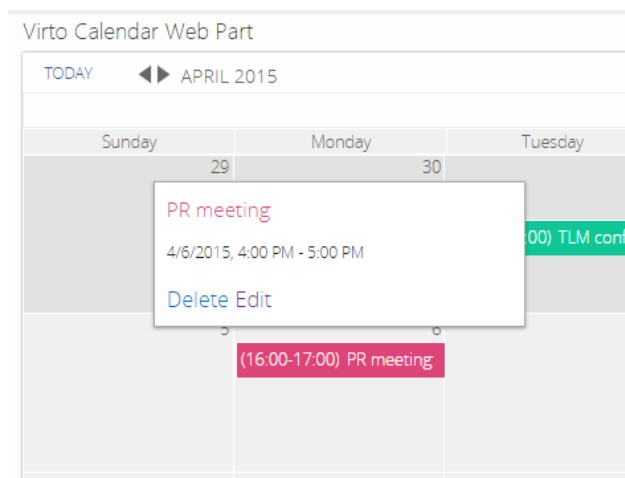 Virto Calendar Web Part
TODAY APRIL 2015
Sunday Monday Tuesday
29 30
PR meeting
4/6/2015, 4:00 PM - 5:00 PM
Delete Edit
:00) TLM conf
5 6
(16:00-17:00) PR meeting